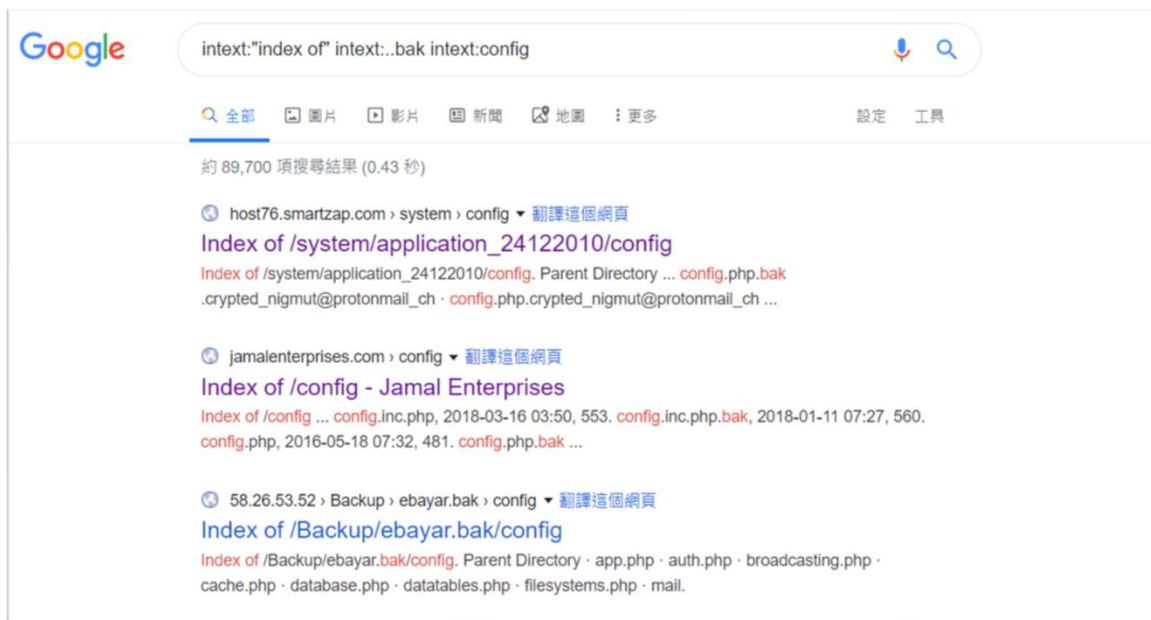 Google
intext:"index of" intext:..bak intext:config
全部 圖片 影片 新聞 地圖 更多 設定 工具
約 89,700 項搜尋結果 (0.43 秒)
host76.smartzap.com › system › config ▼ 翻譯這個網頁
Index of /system/application_24122010/config
Index of /system/application_24122010/config. Parent Directory ... config.php.bak
.crypted_nigmut@protonmail_ch · config.php.crypted_nigmut@protonmail_ch ...
jamalenterprises.com › config ▼ 翻譯這個網頁
Index of /config - Jamal Enterprises
Index of /config ... config.inc.php, 2018-03-16 03:50, 553. config.inc.php.bak, 2018-01-11 07:27, 560.
config.php, 2016-05-18 07:32, 481. config.php.bak ...
58.26.53.52 › Backup › ebayar.bak › config ▼ 翻譯這個網頁
Index of /Backup/ebayar.bak/config
Index of /Backup/ebayar.bak/config. Parent Directory · app.php · auth.php · broadcasting.php ·
cache.php · database.php · datatables.php · filesystems.php · mail.